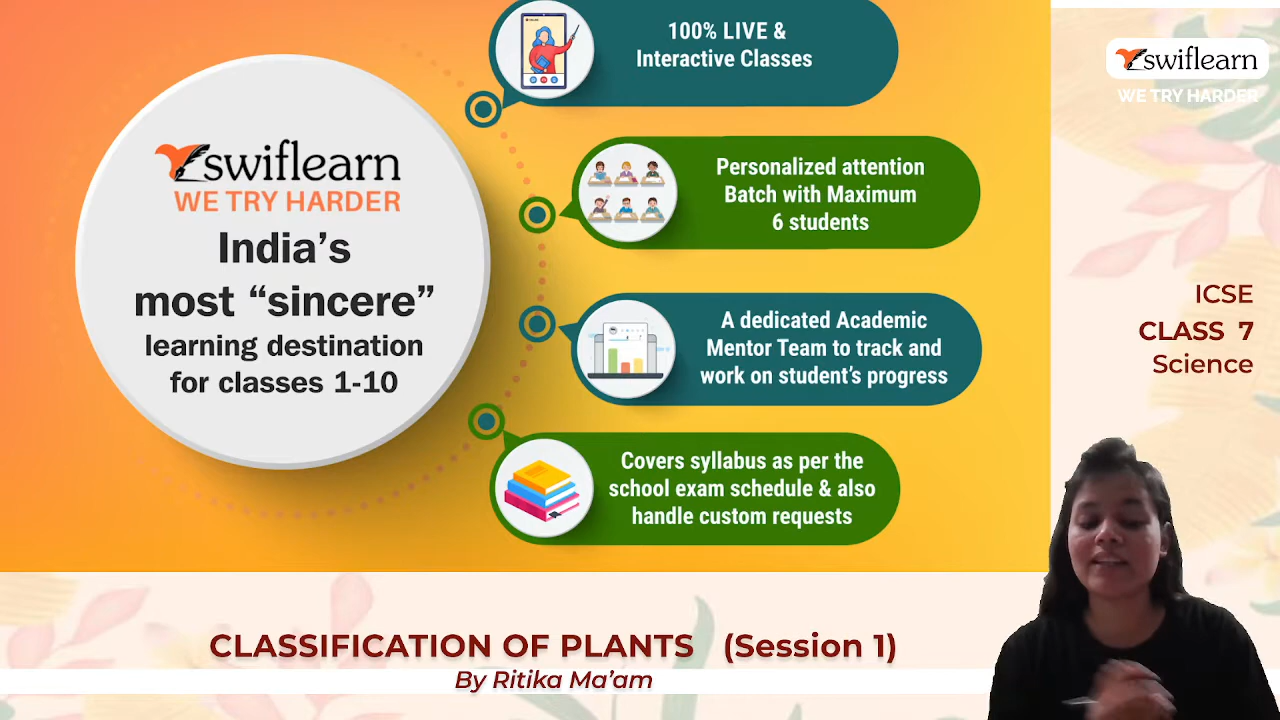 swiflearn
WE TRY HARDER
India's
most “sincere”
learning destination
for classes 1-10
100% LIVE &
Interactive Classes
Personalized attention
Batch with Maximum
6 students
A dedicated Academic
Mentor Team to track and
work on student's progress
Covers syllabus as per the
school exam schedule & also
handle custom requests
swiflearn
WE TRY HARDER
ICSE
CLASS 7
Science
CLASSIFICATION OF PLANTS (Session 1)
By Ritika Ma'am